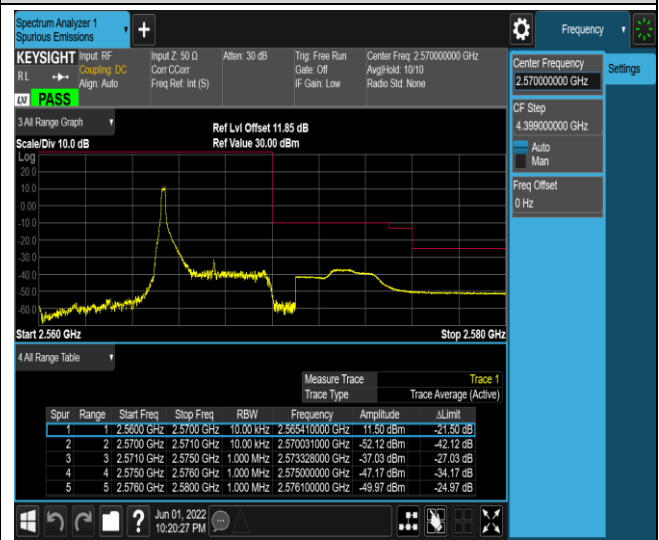 Spectrum Analyzer 1
Spurious Emissions
+
Frequency
KEYSIGHT Input: RF Input Z: 50 Ω Atten: 30 dB Trig: Free Run Center Freq: 2.570000000 GHz
RL Coupling: DC Corr CCorr Gate: Off Avg|Hold: 10/10
Align: Auto Freq Ref: Int (S) IF Gain: Low Radio Std: None
LXI PASS
Center Frequency
2.570000000 GHz
Settings
CF Step
4.399000000 GHz
Auto
Man
Freq Offset
0 Hz
3 All Range Graph
Ref Lvl Offset 11.85 dB
Scale/Div 10.0 dB Ref Value 30.00 dBm
Log
20.0
10.0
0.00
-10.0
-20.0
-30.0
-40.0
-50.0
-60.0
Start 2.560 GHz Stop 2.580 GHz
4 All Range Table
Measure Trace Trace 1
Trace Type Trace Average (Active)
Spur Range Start Freq Stop Freq RBW Frequency Amplitude ΔLimit
1 1 2.5600 GHz 2.5700 GHz 10.00 kHz 2.565410000 GHz 11.50 dBm -21.50 dB
2 2 2.5700 GHz 2.5710 GHz 10.00 kHz 2.570031000 GHz -52.12 dBm -42.12 dB
3 3 2.5710 GHz 2.5750 GHz 1.000 MHz 2.573328000 GHz -37.03 dBm -27.03 dB
4 4 2.5750 GHz 2.5760 GHz 1.000 MHz 2.575000000 GHz -47.17 dBm -34.17 dB
5 5 2.5760 GHz 2.5800 GHz 1.000 MHz 2.576100000 GHz -49.97 dBm -24.97 dB
?
Jun 01, 2022
10:20:27 PM